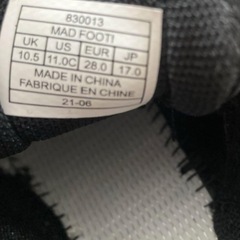 830013
MAD FOOT!
UK US EUR JP
10.5 11.0C 28.0 17.0
MADE IN CHINA
FABRIQUE EN CHINE
21-06